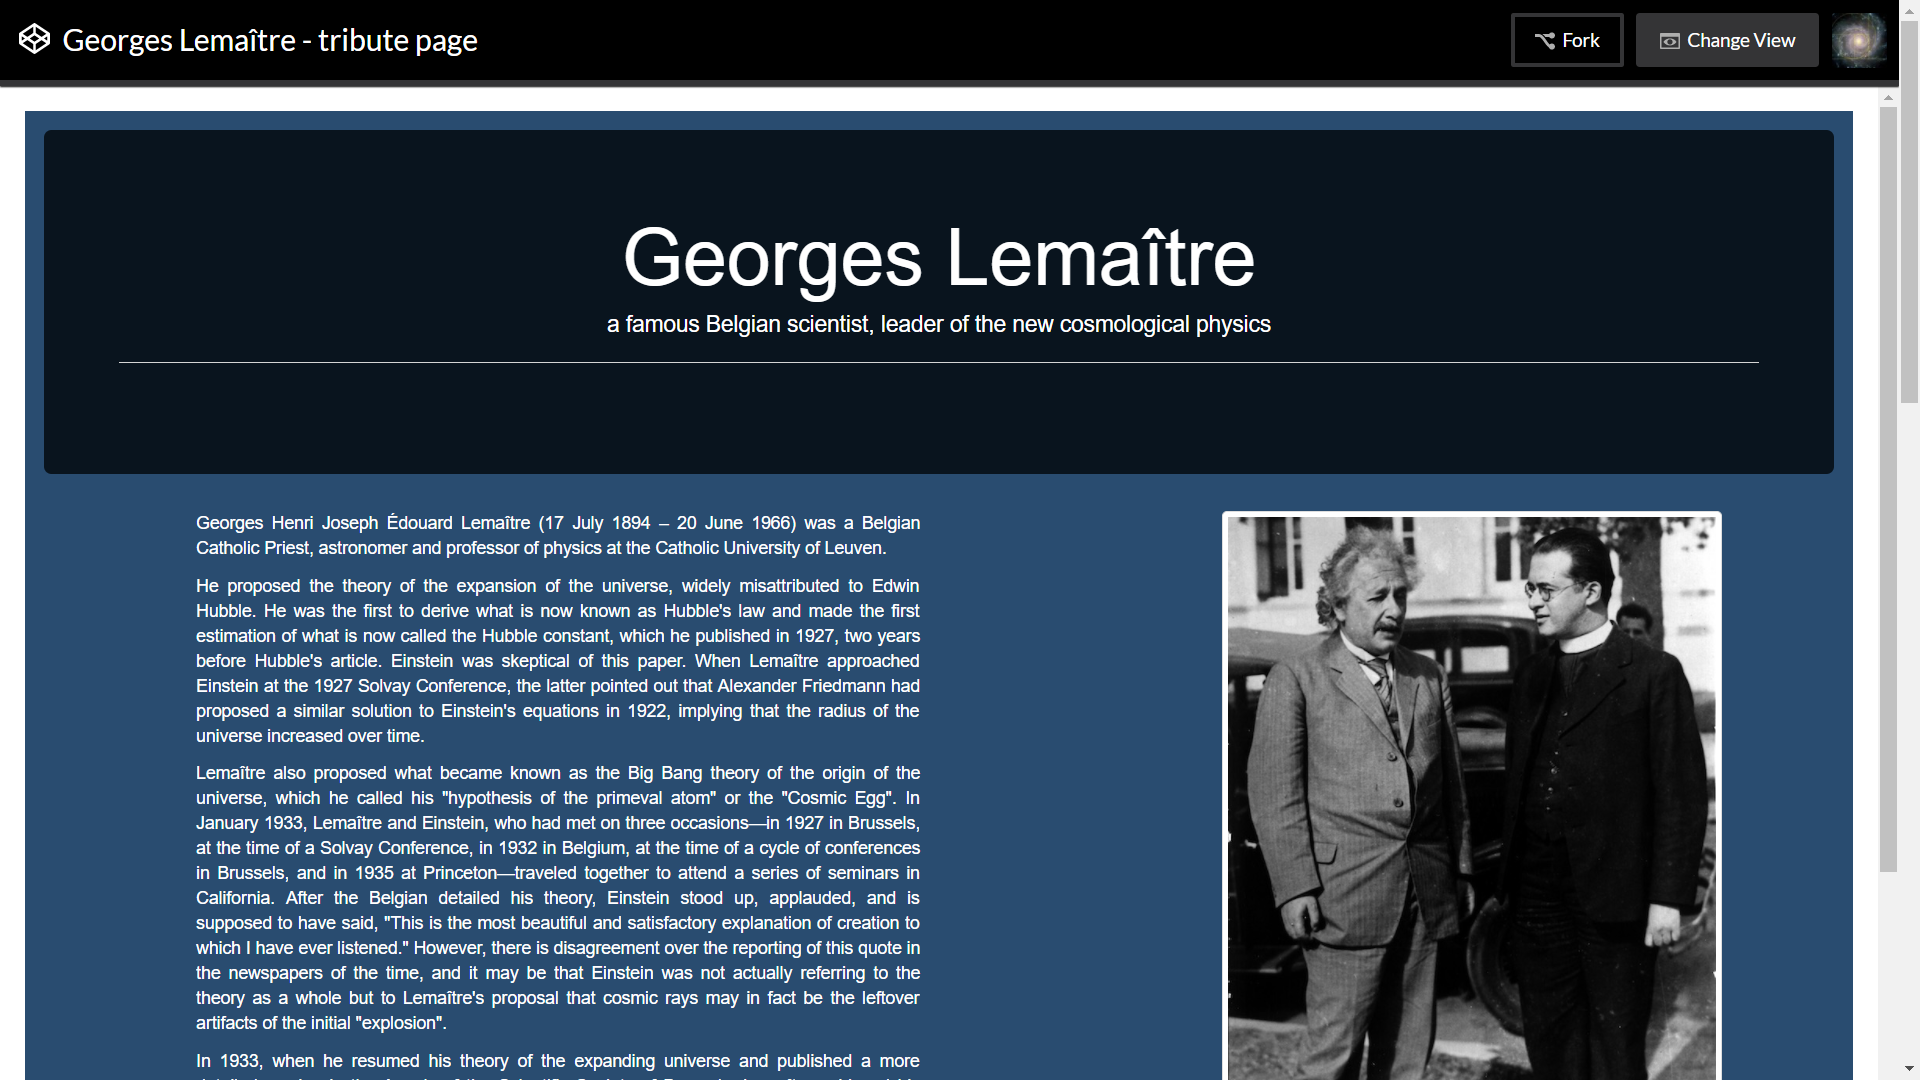 Georges Lemaître - tribute page
Fork
Change View
Georges Lemaître
a famous Belgian scientist, leader of the new cosmological physics
Georges Henri Joseph Édouard Lemaître (17 July 1894 – 20 June 1966) was a Belgian
Catholic Priest, astronomer and professor of physics at the Catholic University of Leuven.
He proposed the theory of the expansion of the universe, widely misattributed to Edwin
Hubble. He was the first to derive what is now known as Hubble's law and made the first
estimation of what is now called the Hubble constant, which he published in 1927, two years
before Hubble's article. Einstein was skeptical of this paper. When Lemaître approached
Einstein at the 1927 Solvay Conference, the latter pointed out that Alexander Friedmann had
proposed a similar solution to Einstein's equations in 1922, implying that the radius of the
universe increased over time.
Lemaître also proposed what became known as the Big Bang theory of the origin of the
universe, which he called his "hypothesis of the primeval atom" or the "Cosmic Egg". In
January 1933, Lemaître and Einstein, who had met on three occasions—in 1927 in Brussels,
at the time of a Solvay Conference, in 1932 in Belgium, at the time of a cycle of conferences
in Brussels, and in 1935 at Princeton—traveled together to attend a series of seminars in
California. After the Belgian detailed his theory, Einstein stood up, applauded, and is
supposed to have said, "This is the most beautiful and satisfactory explanation of creation to
which I have ever listened." However, there is disagreement over the reporting of this quote in
the newspapers of the time, and it may be that Einstein was not actually referring to the
theory as a whole but to Lemaître's proposal that cosmic rays may in fact be the leftover
artifacts of the initial "explosion".
In 1933, when he resumed his theory of the expanding universe and published a more